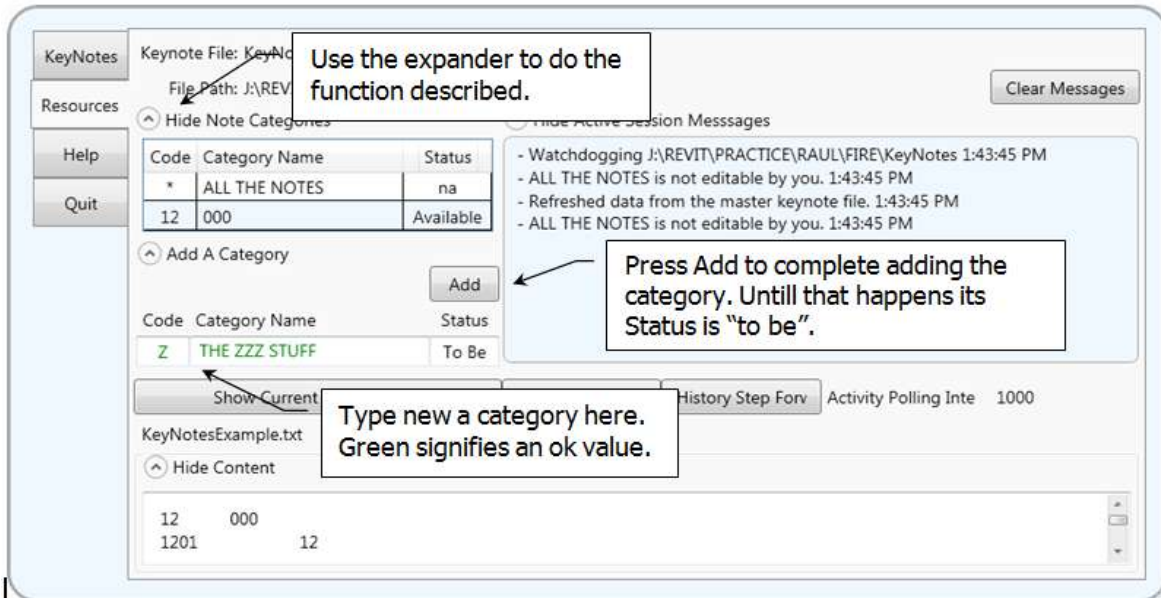 KeyNotes
Resources
Help
Quit
Keynote File: KeyNo
File Path: J:\REV
Use the expander to do the
function described.
Clear Messages
Hide Note Categories
Hide Active Session Messsages
Code Category Name Status
* ALL THE NOTES na
12 000 Available
- Watchdogging J:\REVIT\PRACTICE\RAUL\FIRE\KeyNotes 1:43:45 PM
- ALL THE NOTES is not editable by you. 1:43:45 PM
- Refreshed data from the master keynote file. 1:43:45 PM
- ALL THE NOTES is not editable by you. 1:43:45 PM
Add A Category
Add
Press Add to complete adding the
category. Untill that happens its
Status is “to be”.
Code Category Name Status
Z THE ZZZ STUFF To Be
Show Current
History Step Forv
Activity Polling Inte 1000
Type new a category here.
Green signifies an ok value.
KeyNotesExample.txt
Hide Content
12 000
1201 12